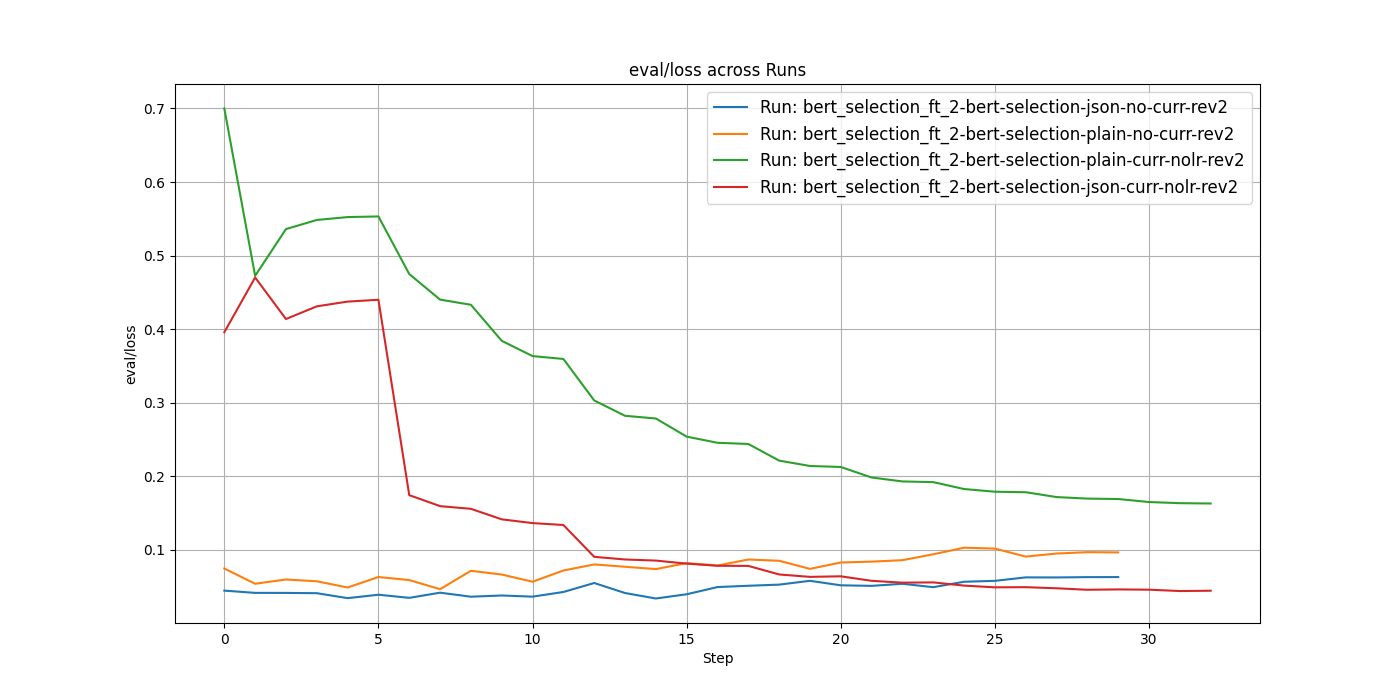 eval/loss across Runs
Run: bert_selection_ft_2-bert-selection-json-no-curr-rev2
Run: bert_selection_ft_2-bert-selection-plain-no-curr-rev2
Run: bert_selection_ft_2-bert-selection-plain-curr-nolr-rev2
Run: bert_selection_ft_2-bert-selection-json-curr-nolr-rev2
eval/loss
0.7
0.6
0.5
0.4
0.3
0.2
0.1
0 5 10 15 20 25 30
Step